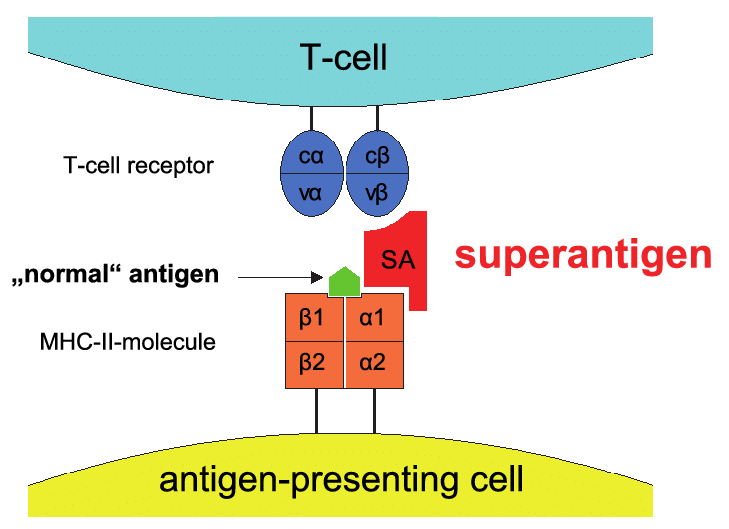 T-cell
T-cell receptor
cα cβ
vα vβ
„normal“ antigen
SA
superantigen
MHC-II-molecule
β1 α1
β2 α2
antigen-presenting cell